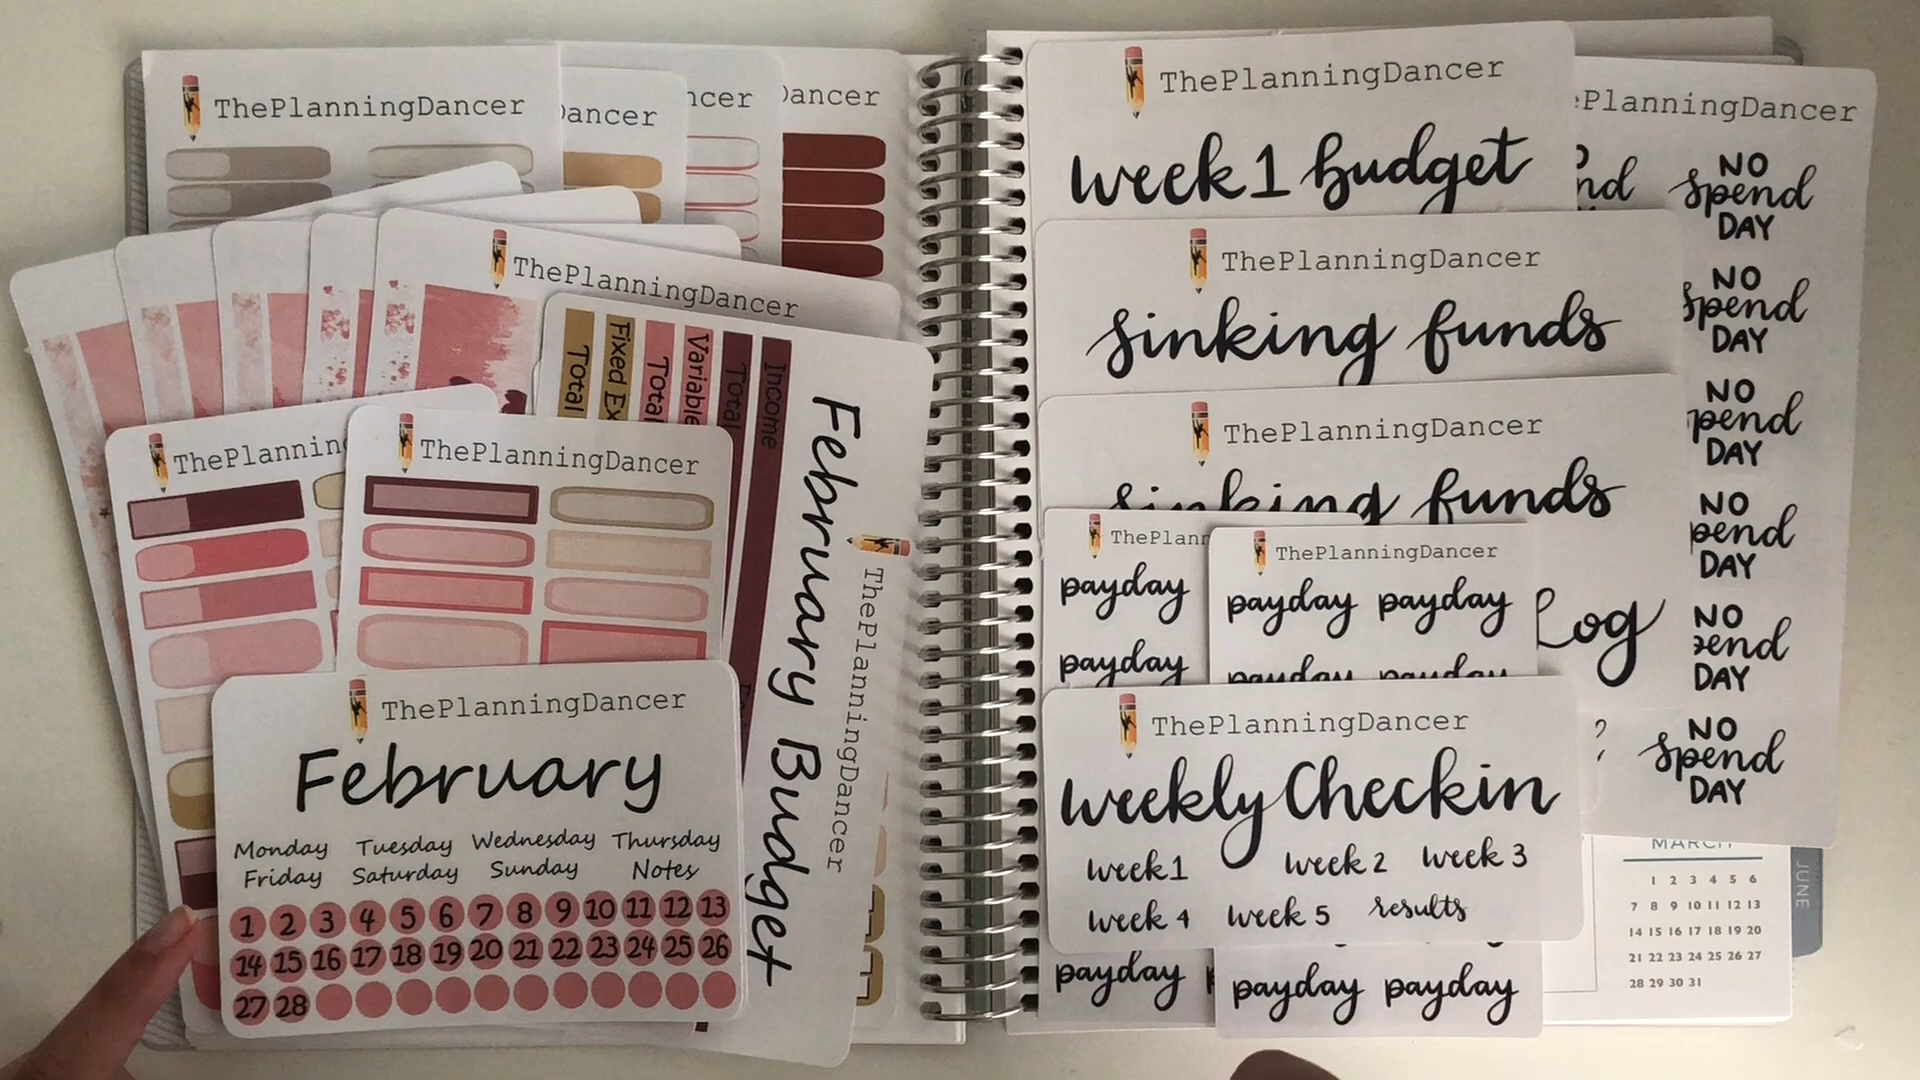 ThePlanningDancer
Dancer
ncer
Dancer
ThePlanningDancer
Total
Fixed Ex
Total
Variable
Total
Income
February Budget
ThePlanningDancer
ThePlannin
ThePlanningDancer
ThePlanningDancer
February
Monday Tuesday Wednesday Thursday
Friday Saturday Sunday Notes
1 2 3 4 5 6 7 8 9 10 11 12 13
14 15 16 17 18 19 20 21 22 23 24 25 26
27 28
ThePlanningDancer
week 1 budget
ThePlanningDancer
sinking funds
ThePlanningDancer
sinking funds
ThePlann
payday
payday
payday
ThePlanningDancer
payday payday
payday payday
payday payday
Log
ThePlanningDancer
weekly Checkin
week 1 week 2 week 3
week 4 week 5 results
ePlanningDancer
nd
NO
spend
DAY
NO
spend
DAY
NO
pend
DAY
NO
pend
DAY
NO
end
DAY
NO
spend
DAY
MARCH
1 2 3 4 5 6
7 8 9 10 11 12 13
14 15 16 17 18 19 20
21 22 23 24 25 26 27
28 29 30 31
JUNE